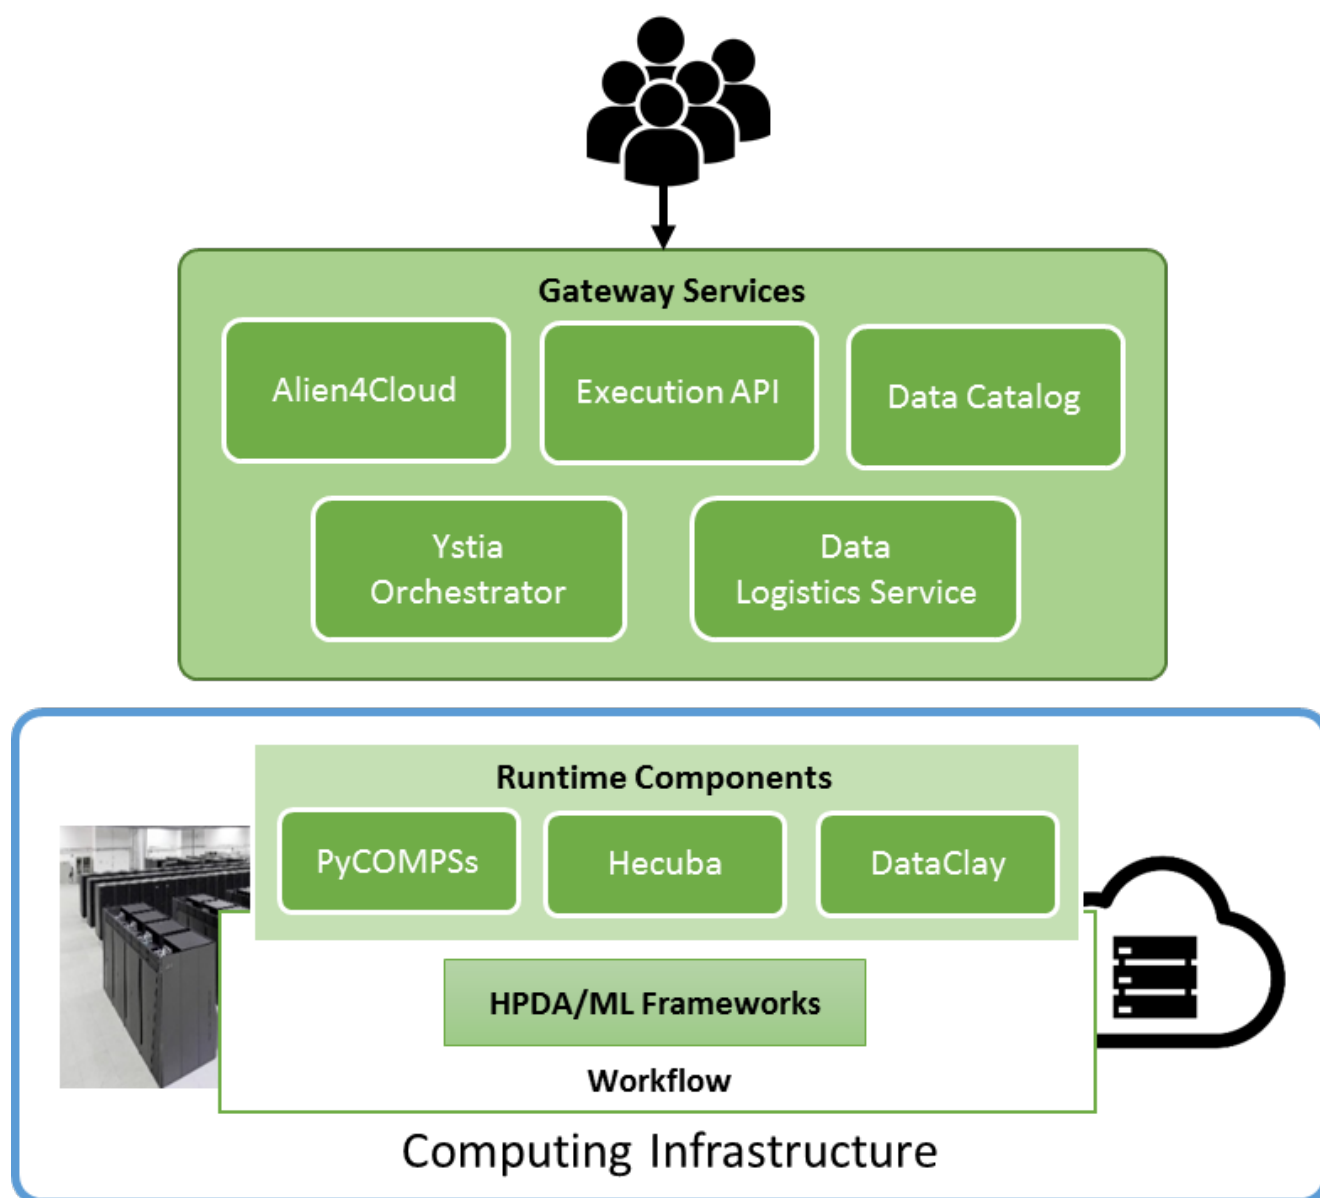 Gateway Services
Alien4Cloud
Execution API
Data Catalog
Ystia
Orchestrator
Data
Logistics Service
Runtime Components
PyCOMPSs
Hecuba
DataClay
HPDA/ML Frameworks
Workflow
Computing Infrastructure